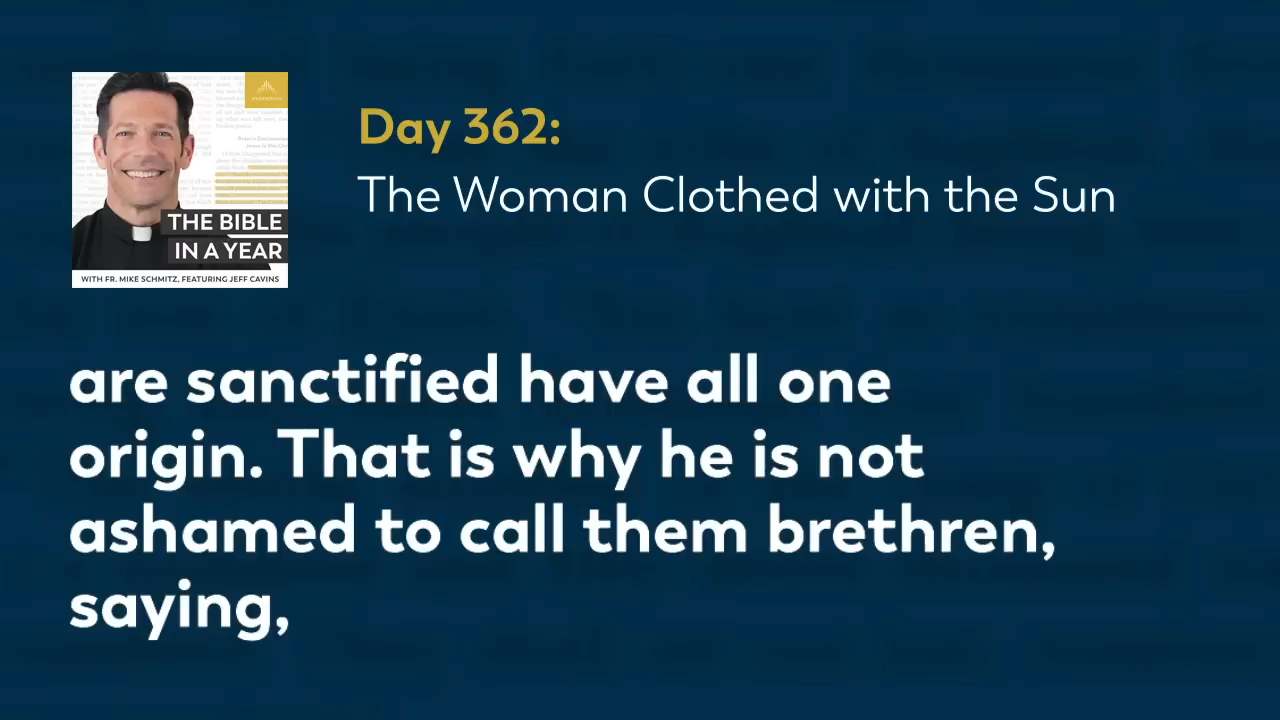 THE BIBLE
IN A YEAR
WITH FR. MIKE SCHMITZ, FEATURING JEFF CAVINS
Day 362:
The Woman Clothed with the Sun
are sanctified have all one
origin. That is why he is not
ashamed to call them brethren,
saying,